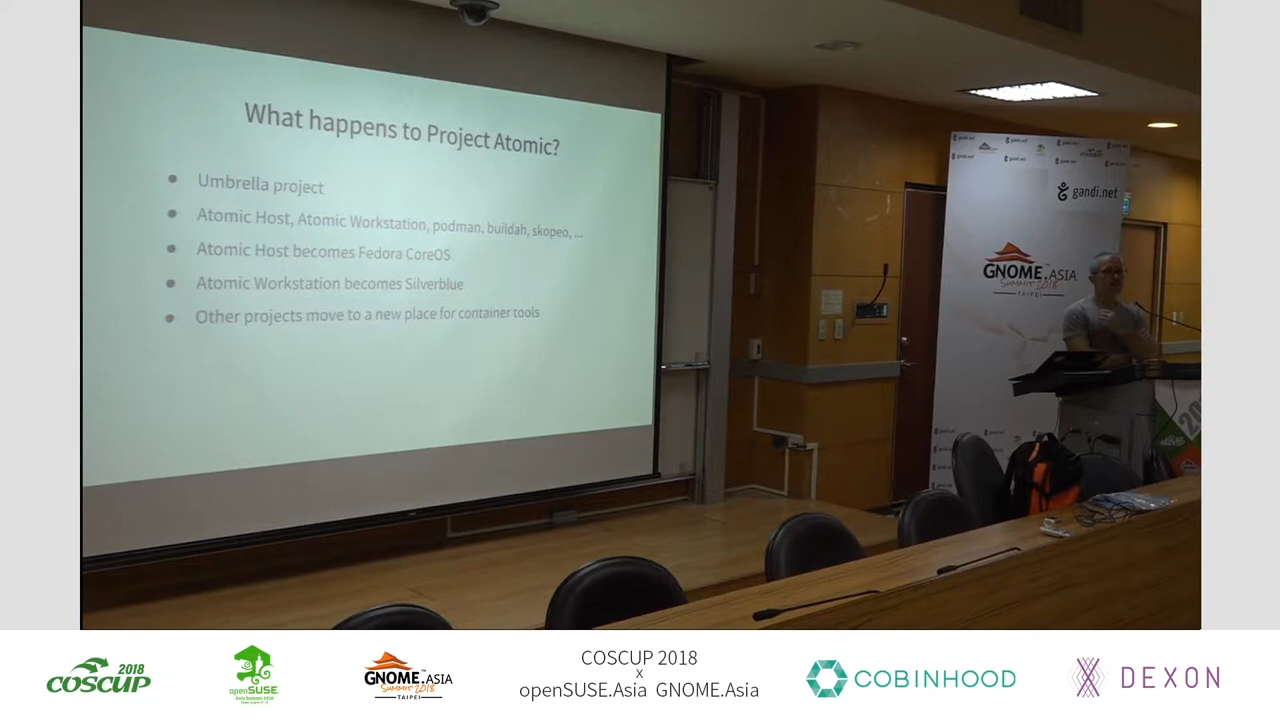 What happens to Project Atomic?
Umbrella project
Atomic Host, Atomic Workstation, podman, buildah, skopeo, ...
Atomic Host becomes Fedora CoreOS
Atomic Workstation becomes Silverblue
Other projects move to a new place for container tools
gandi.net
GNOME.ASIA
SUMMIT 2018
TAIPEI
2018
COSCUP
openSUSE
GNOME.ASIA
Summit 2018
TAIPEI
COSCUP 2018
x
openSUSE.Asia GNOME.Asia
COBINHOOD
DEXON